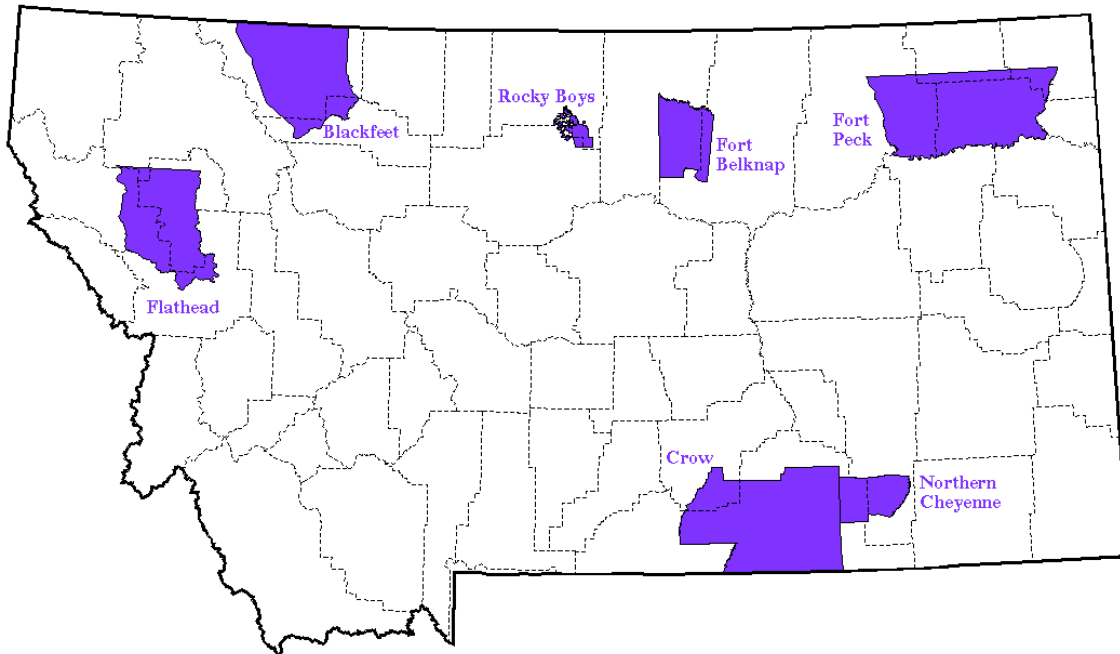 Rocky Boys
Blackfeet
Fort
Peck
Fort
Belknap
Flathead
Crow
Northern
Cheyenne